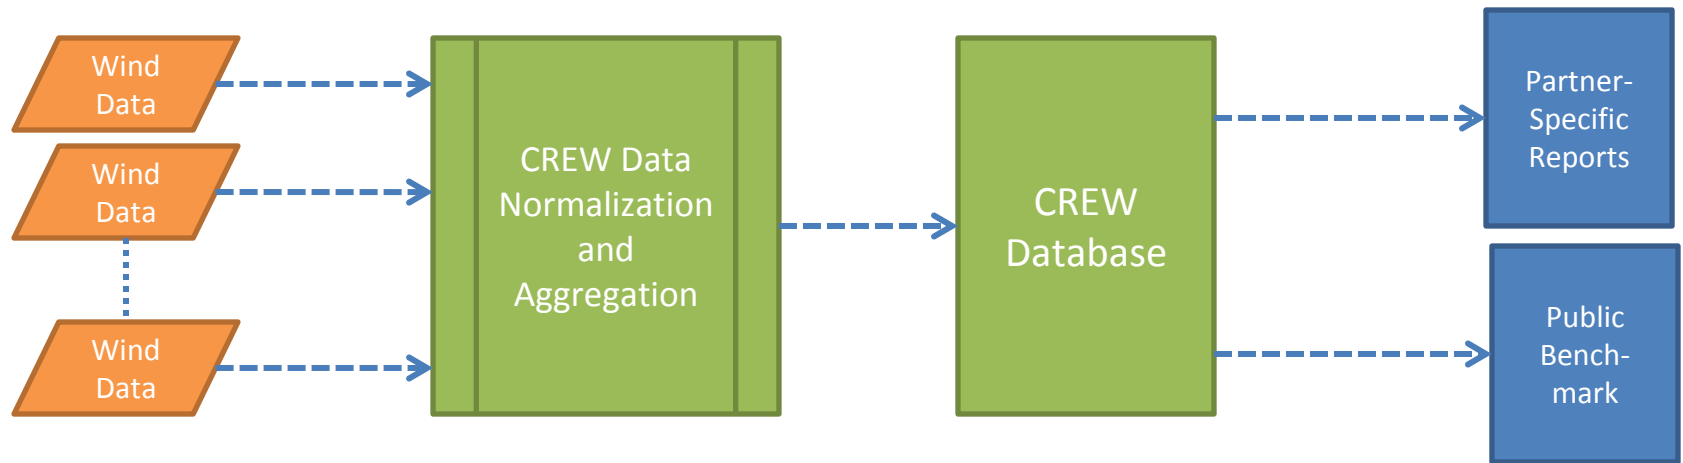 Wind
Data
Wind
Data
Wind
Data
CREW Data
Normalization
and
Aggregation
CREW
Database
Partner-
Specific
Reports
Public
Bench-
mark